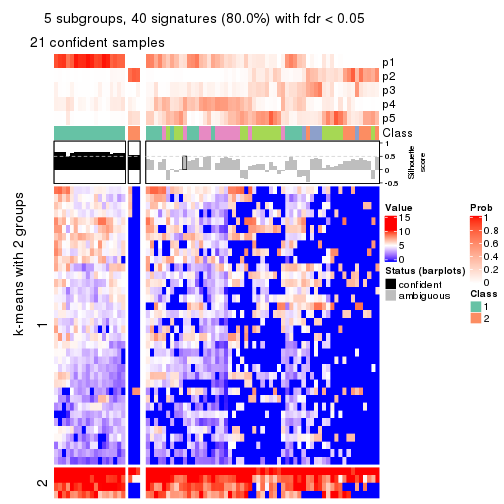 5 subgroups, 40 signatures (80.0%) with fdr < 0.05
21 confident samples
p1
p2
p3
p4
p5
Class
1
0.5
0
-0.5
Silhouette
score
k-means with 2 groups
1
2
Value
15
10
5
0
Status (barplots)
confident
ambiguous
Prob
1
0.8
0.6
0.4
0.2
0
Class
1
2